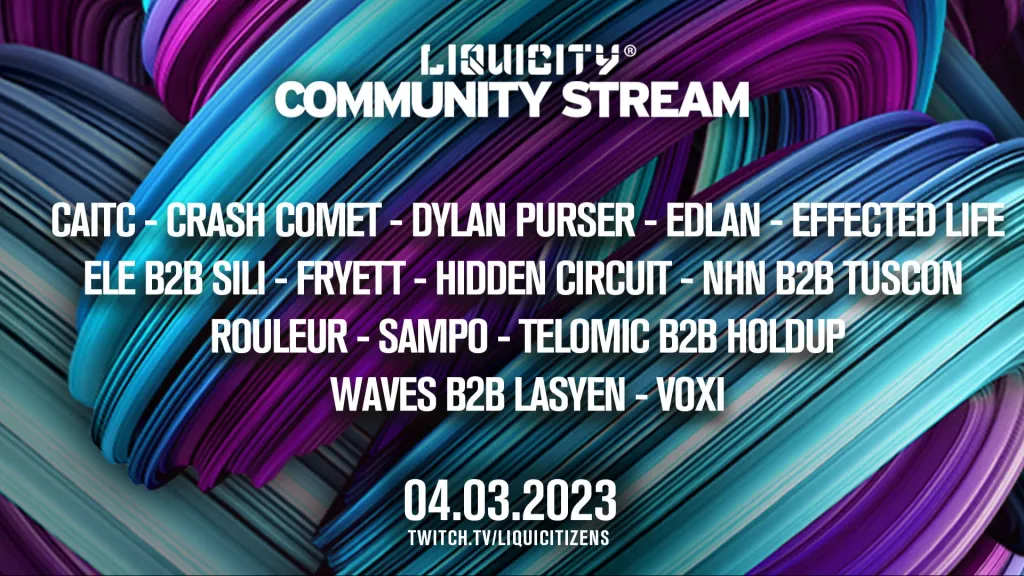 LIQUICITY®
COMMUNITY STREAM
CAITC - CRASH COMET - DYLAN PURSER - EDLAN - EFFECTED LIFE
ELE B2B SILI - FRYETT - HIDDEN CIRCUIT - NHN B2B TUSCON
ROULEUR - SAMPO - TELOMIC B2B HOLDUP
WAVES B2B LASYEN - VOXI
04.03.2023
TWITCH.TV/LIQUICITIZENS